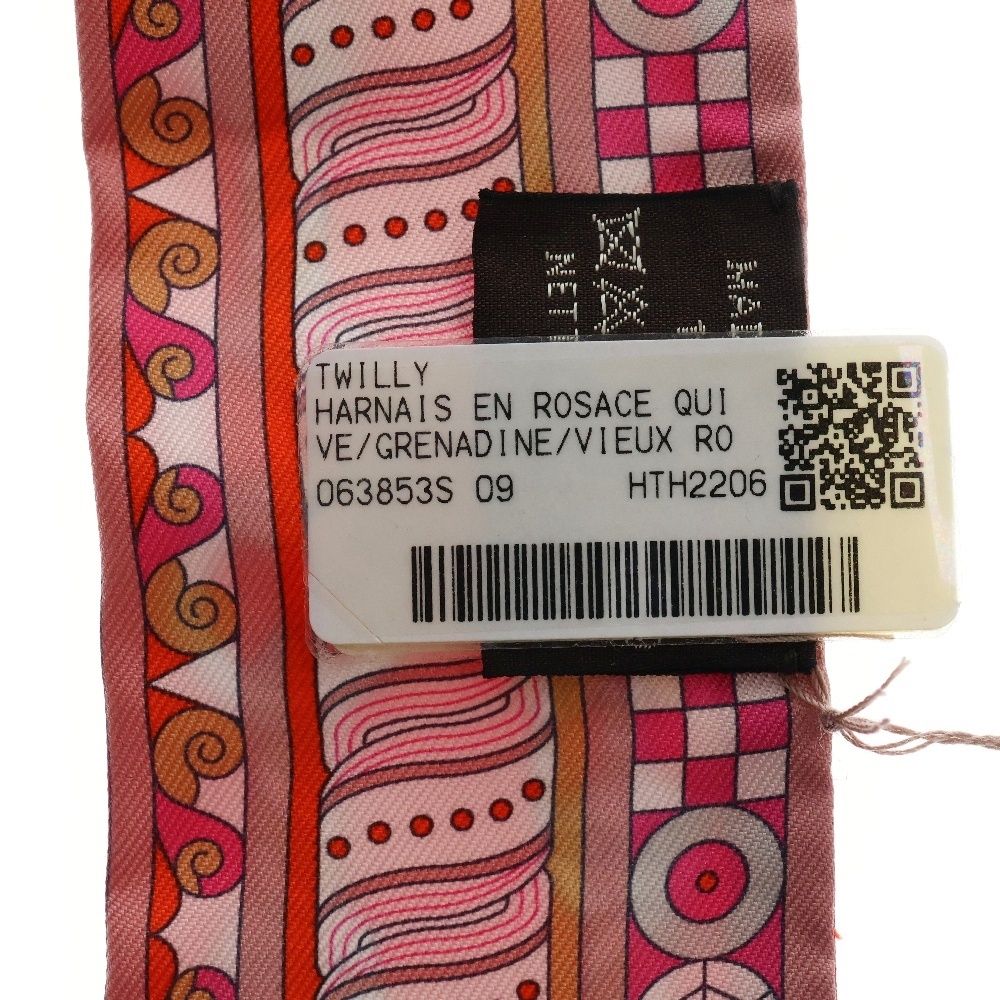 TWILLY
HARNAIS EN ROSACE QUI
VE/GRENADINE/VIEUX RO
063853S 09 HTH2206